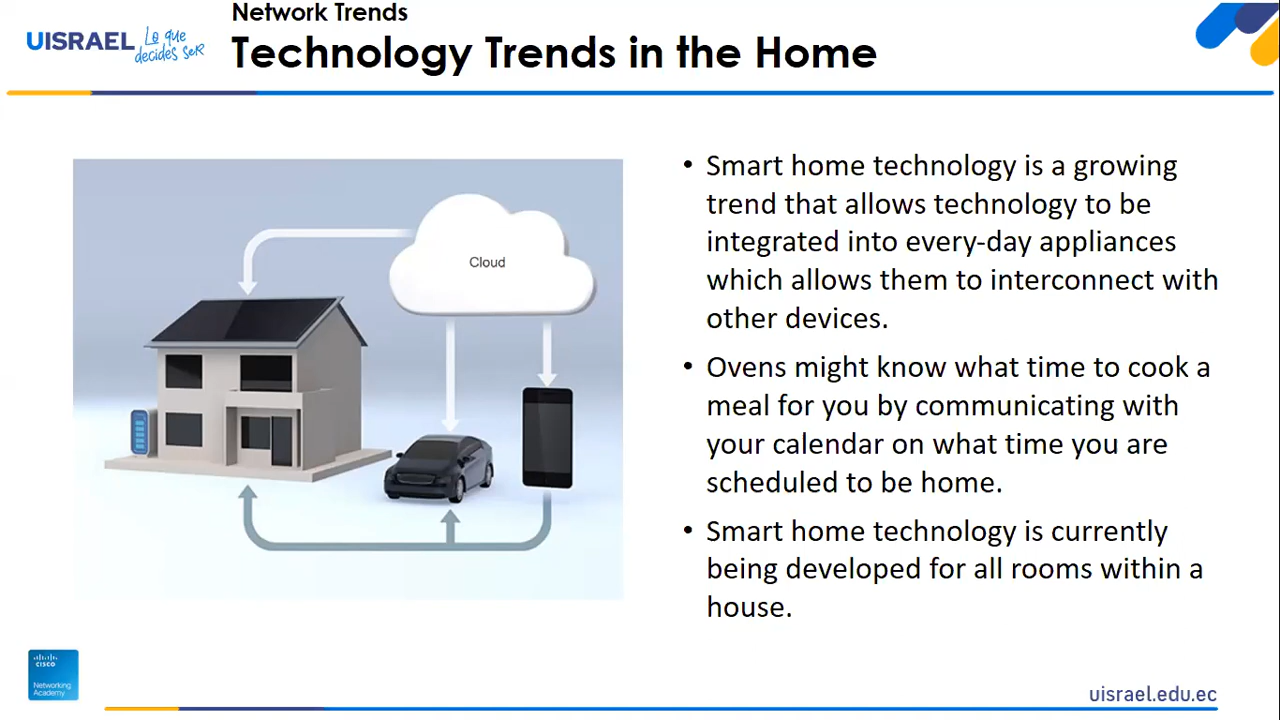 Network Trends
UISRAEL Lo que
decides seR
Technology Trends in the Home
Cloud
• Smart home technology is a growing
trend that allows technology to be
integrated into every-day appliances
which allows them to interconnect with
other devices.
• Ovens might know what time to cook a
meal for you by communicating with
your calendar on what time you are
scheduled to be home.
• Smart home technology is currently
being developed for all rooms within a
house.
CISCO
Networking
Academy
uisrael.edu.ec